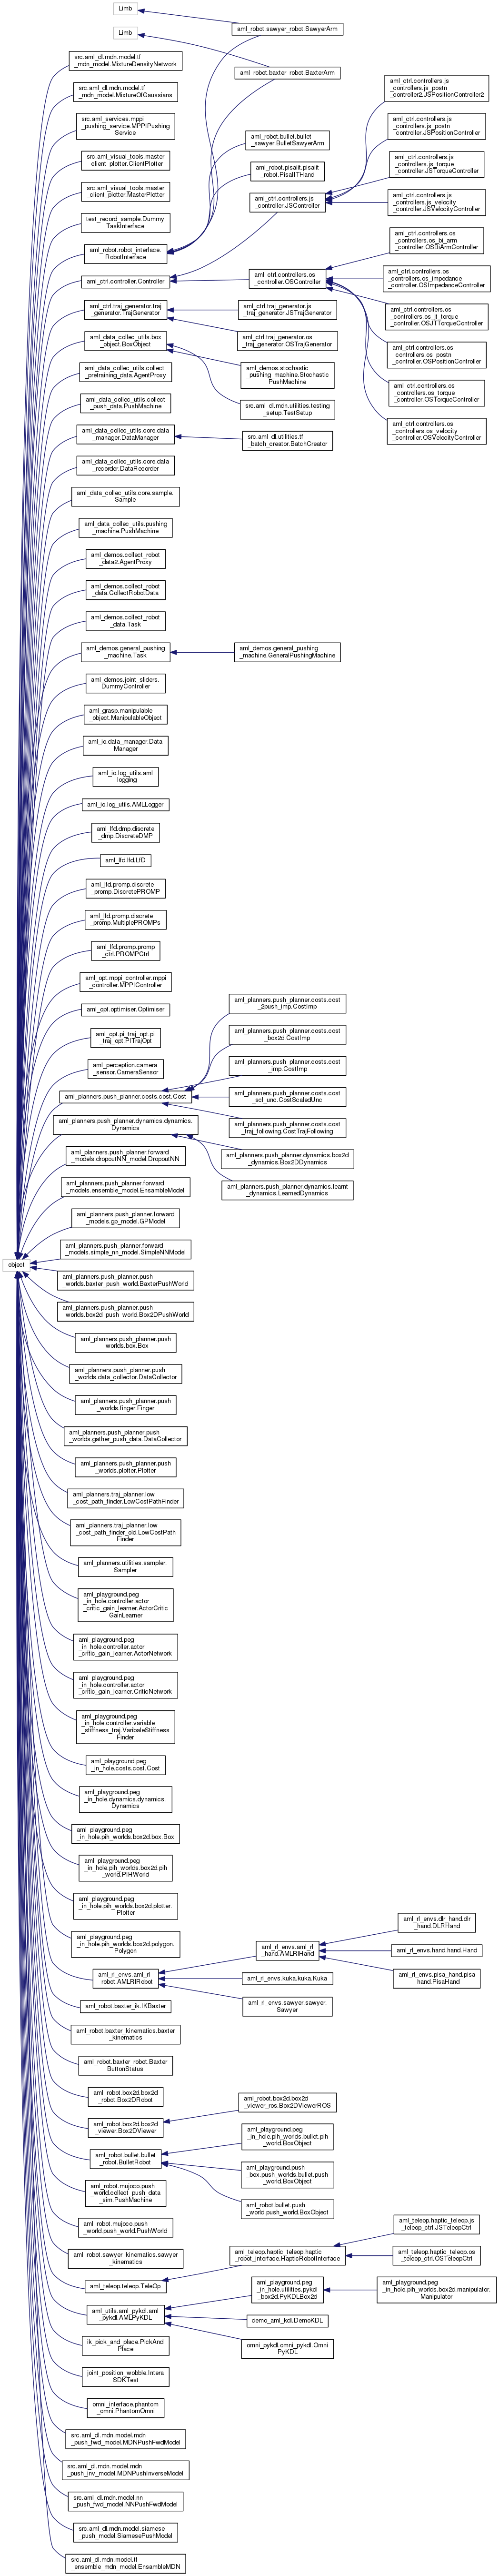 Limb
aml_robot.sawyer_robot.SawyerArm
Limb
aml_robot.baxter_robot.BaxterArm
src.aml_dl.mdn.model.tf
_mdn_model.MixtureDensityNetwork
src.aml_dl.mdn.model.tf
_mdn_model.MixtureOfGaussians
src.aml_services.mppi
_pushing_service.MPPIPushing
Service
src.aml_visual_tools.master
_client_plotter.ClientPlotter
src.aml_visual_tools.master
_client_plotter.MasterPlotter
test_record_sample.Dummy
TaskInterface
aml_robot.robot_interface.
RobotInterface
aml_robot.bullet.bullet
_sawyer.BulletSawyerArm
aml_robot.pisaiit.pisaiit
_robot.PisaIITHand
aml_ctrl.controllers.Controller
aml_ctrl.controllers.js
_controller.JSController
aml_ctrl.controllers.js
_controllers.js_postn
_controller2.JSPositionController2
aml_ctrl.controllers.js
_controllers.js_postn
_controller.JSPositionController
aml_ctrl.controllers.js
_controllers.js_torque
_controller.JSTorqueController
aml_ctrl.controllers.js
_controllers.js_velocity
_controller.JSVelocityController
aml_ctrl.controllers.os
_controller.OSController
aml_ctrl.controllers.os
_controllers.os_bi_arm
_controller.OSBiArmController
aml_ctrl.controllers.os
_controllers.os_impedance
_controller.OSImpedanceController
aml_ctrl.controllers.os
_controllers.os_jt_torque
_controller.OSJTTorqueController
aml_ctrl.controllers.os
_controllers.os_postn
_controller.OSPositionController
aml_ctrl.controllers.os
_controllers.os_torque
_controller.OSTorqueController
aml_ctrl.controllers.os
_controllers.os_velocity
_controller.OSVelocityController
aml_ctrl.traj_generator.traj
_generator.TrajGenerator
aml_ctrl.traj_generator.js
_traj_generator.JSTrajGenerator
aml_ctrl.traj_generator.os
_traj_generator.OSTrajGenerator
aml_data_collec_utils.box
_object.BoxObject
aml_demos.stochastic
_pushing_machine.Stochastic
PushMachine
src.aml_dl.mdn.utilities.testing
_setup.TestSetup
aml_data_collec_utils.collect
_pretraining_data.AgentProxy
aml_data_collec_utils.collect
_push_data.PushMachine
aml_data_collec_utils.core.data
_manager.DataManager
src.aml_dl.utilities.tf
_batch_creator.BatchCreator
aml_data_collec_utils.core.data
_recorder.DataRecorder
aml_data_collec_utils.core.sample.
Sample
aml_data_collec_utils.pushing
_machine.PushMachine
aml_demos.collect_robot
_data2.AgentProxy
aml_demos.collect_robot
_data.CollectRobotData
aml_demos.collect_robot
_data.Task
aml_demos.general_pushing
_machine.Task
aml_demos.general_pushing
_machine.GeneralPushingMachine
aml_demos.joint_sliders.
DummyController
aml_grasp.manipulable
_object.ManipulableObject
aml_io.data_manager.Data
Manager
aml_io.log_utils.aml
_logging
aml_io.log_utils.AMLLogger
aml_lfd.dmp.discrete
_dmp.DiscreteDMP
aml_lfd.lfd.LfD
aml_lfd.promp.discrete
_promp.DiscretePROMP
aml_lfd.promp.discrete
_promp.MultiplePROMPs
aml_lfd.promp.promp
_ctrl.PROMPCtrl
aml_opt.mppi_controller.mppi
_controller.MPPIController
aml_opt.optimiser.Optimiser
aml_opt.pi_traj_opt.pi
_traj_opt.PITrajOpt
aml_perception.camera
_sensor.CameraSensor
aml_planners.push_planner.costs.cost.Cost
aml_planners.push_planner.costs.cost
_2push_imp.CostImp
aml_planners.push_planner.costs.cost
_box2d.CostImp
aml_planners.push_planner.costs.cost
_imp.CostImp
aml_planners.push_planner.costs.cost
_scl_unc.CostScaledUnc
aml_planners.push_planner.costs.cost
_traj_following.CostTrajFollowing
aml_planners.push_planner.dynamics.dynamics.
Dynamics
aml_planners.push_planner.dynamics.box2d
_dynamics.Box2DDynamics
aml_planners.push_planner.dynamics.learnt
_dynamics.LearnedDynamics
aml_planners.push_planner.forward
_models.dropoutNN_model.DropoutNN
aml_planners.push_planner.forward
_models.ensemble_model.EnsambleModel
aml_planners.push_planner.forward
_models.gp_model.GPModel
aml_planners.push_planner.forward
_models.simple_nn_model.SimpleNNModel
object
aml_planners.push_planner.push
_worlds.baxter_push_world.BaxterPushWorld
aml_planners.push_planner.push
_worlds.box2d_push_world.Box2DPushWorld
aml_planners.push_planner.push
_worlds.box.Box
aml_planners.push_planner.push
_worlds.data_collector.DataCollector
aml_planners.push_planner.push
_worlds.finger.Finger
aml_planners.push_planner.push
_worlds.gather_push_data.DataCollector
aml_planners.push_planner.push
_worlds.plotter.Plotter
aml_planners.traj_planner.low
_cost_path_finder.LowCostPathFinder
aml_planners.traj_planner.low
_cost_path_finder_old.LowCostPath
Finder
aml_planners.utilities.sampler.
Sampler
aml_playground.peg
_in_hole.controller.actor
_critic_gain_learner.ActorCritic
GainLearner
aml_playground.peg
_in_hole.controller.actor
_critic_gain_learner.ActorNetwork
aml_playground.peg
_in_hole.controller.actor
_critic_gain_learner.CriticNetwork
aml_playground.peg
_in_hole.controller.variable
_stiffness_traj.VaribaleStiffness
Finder
aml_playground.peg
_in_hole.costs.cost.Cost
aml_playground.peg
_in_hole.dynamics.dynamics.
Dynamics
aml_playground.peg
_in_hole.pih_worlds.box2d.box.Box
aml_playground.peg
_in_hole.pih_worlds.box2d.pih
_world.PIHWorld
aml_playground.peg
_in_hole.pih_worlds.box2d.plotter.
Plotter
aml_playground.peg
_in_hole.pih_worlds.box2d.polygon.
Polygon
aml_rl_envs.aml_rl
_robot.AMLRlRobot
aml_rl_envs.aml_rl
_hand.AMLRlHand
aml_rl_envs.dlr_hand.dlr
_hand.DLRHand
aml_rl_envs.hand.hand.Hand
aml_rl_envs.pisa_hand.pisa
_hand.PisaHand
aml_rl_envs.kuka.kuka.Kuka
aml_rl_envs.sawyer.sawyer.
Sawyer
aml_robot.baxter_ik.IKBaxter
aml_robot.baxter_kinematics.baxter
_kinematics
aml_robot.baxter_robot.Baxter
ButtonStatus
aml_robot.box2d.box2d
_robot.Box2DRobot
aml_robot.box2d.box2d
_viewer.Box2DViewer
aml_robot.box2d.box2d
_viewer_ros.Box2DViewerROS
aml_robot.bullet.bullet
_robot.BulletRobot
aml_playground.peg
_in_hole.pih_worlds.bullet.pih
_world.BoxObject
aml_playground.push
_box.push_worlds.bullet.push
_world.BoxObject
aml_robot.bullet.push
_world.push_world.BoxObject
aml_robot.mujoco.push
_world.collect_push_data
_sim.PushMachine
aml_robot.mujoco.push
_world.push_world.PushWorld
aml_robot.sawyer_kinematics.sawyer
_kinematics
aml_teleop.teleop.TeleOp
aml_teleop.haptic_teleop.haptic
_robot_interface.HapticRobotInterface
aml_teleop.haptic_teleop.js
_teleop_ctrl.JSTeleopCtrl
aml_teleop.haptic_teleop.os
_teleop_ctrl.OSTeleopCtrl
aml_utils.aml_pykdl.aml
_pykdl.AMLPyKDL
aml_playground.peg
_in_hole.utilities.pykdl
_box2d.PyKDLBox2d
aml_playground.peg
_in_hole.pih_worlds.box2d.manipulator.
Manipulator
demo_aml_kdl.DemoKDL
omni_pykdl.omni_pykdl.Omni
PyKDL
ik_pick_and_place.PickAnd
Place
joint_position_wobble.Intera
SDKTest
omni_interface.phantom
_omni.PhantomOmni
src.aml_dl.mdn.model.mdn
_push_fwd_model.MDNPushFwdModel
src.aml_dl.mdn.model.mdn
_push_inv_model.MDNPushInverseModel
src.aml_dl.mdn.model.nn
_push_fwd_model.NNPushFwdModel
src.aml_dl.mdn.model.siamese
_push_model.SiamesePushModel
src.aml_dl.mdn.model.tf
_ensemble_mdn_model.EnsambleMDN